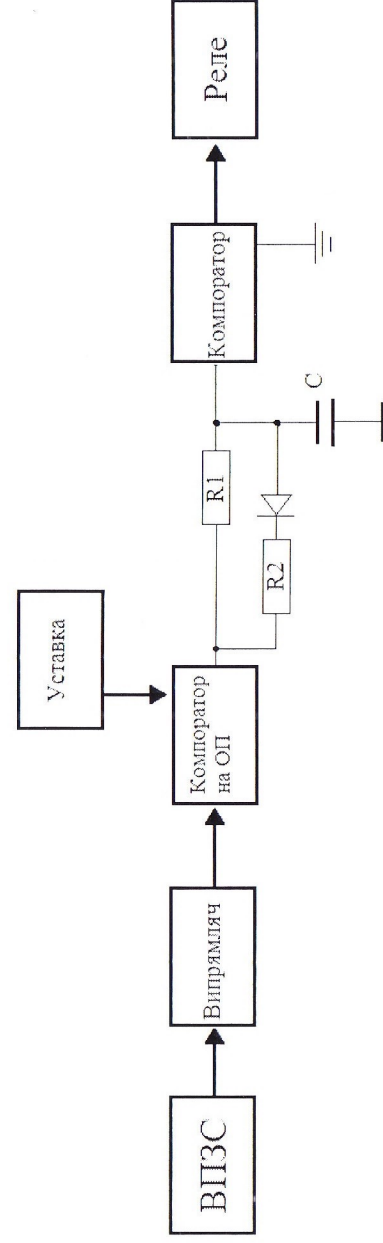 ВПЗС
Випрямляч
Уставка
Компоратор
на ОП
R1
R2
C
Компоратор
Реле